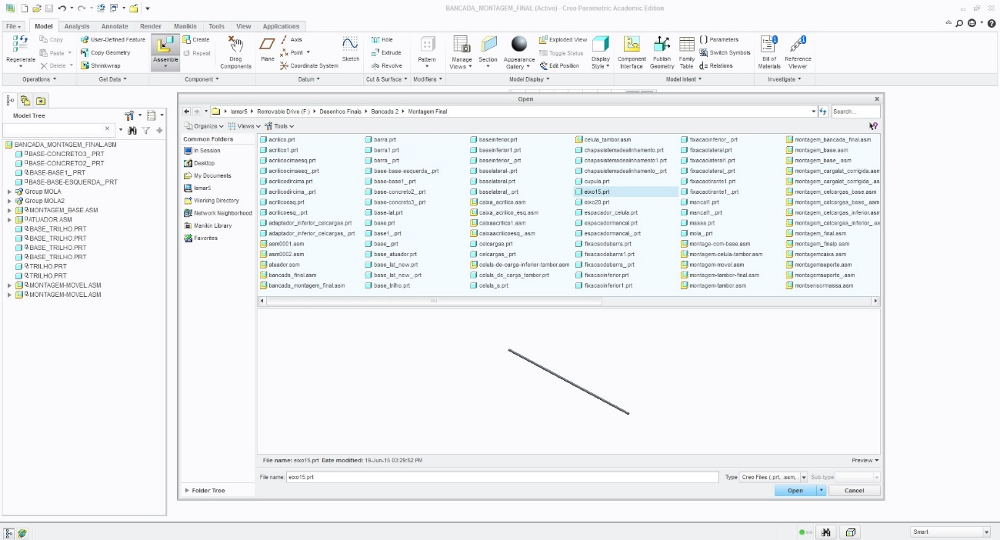 BANCADA_MONTAGEM_FINAL (Active) - Creo Parametric Academic Edition
File Model Analysis Annotate Render Manikin Tools View Applications
Regenerate
Copy
Paste
Delete
Operations
User-Defined Feature
Copy Geometry
Shrinkwrap
Get Data
Assemble
Create
Repeat
Drag Components
Component
Plane
Axis
Point
Coordinate System
Sketch
Datum
Hole
Extrude
Revolve
Cut & Surface
Pattern
Modifiers
Manage Views
Section
Appearance Gallery
Exploded View
Toggle Status
Edit Position
Display Style
Model Display
Component Interface
Publish Geometry
Family Table
Parameters
Switch Symbols
d= Relations
Model Intent
Bill of Materials
Reference Viewer
Investigate
Model Tree
BANCADA_MONTAGEM_FINAL.ASM
BASE-CONCRETO3_.PRT
BASE-CONCRETO2_.PRT
BASE-BASE1_.PRT
BASE-BASE-ESQUERDA_.PRT
Group MOLA
Group MOLA2
MONTAGEM_BASE.ASM
ATUADOR.ASM
BASE_TRILHO.PRT
BASE_TRILHO.PRT
BASE_TRILHO.PRT
BASE_TRILHO.PRT
TRILHO.PRT
TRILHO.PRT
MONTAGEM-MOVEL.ASM
MONTAGEM-MOVEL.ASM
Open
lamar5 Removable Drive (F:) Desenhos Finais Bancada 2 Montagem Final
Search...
Organize Views Tools
Common Folders
In Session
Desktop
My Documents
lamar5
Working Directory
Network Neighborhood
Manikin Library
Favorites
Folder Tree
acrilico.prt
acrilico1.prt
acrilicocimaesq.prt
acrilicocimaesq_.prt
acrilicodircima.prt
acrilicodircima_.prt
acrilicoesq.prt
acrilicoesq_.prt
adaptador_inferior_celcargas.prt
adaptador_inferior_celcargas_.prt
asm0001.asm
asm0002.asm
atuador.asm
bancada_final.asm
bancada_montagem_final.asm
barra.prt
barra1.prt
barra_.prt
base-base-esquerda_.prt
base-base1_.prt
base-concreto2_.prt
base-concreto3_.prt
base-lat.prt
base.prt
base1_.prt
base_.prt
base_atuador.prt
base_lat_new.prt
base_lat_new_.prt
base_trilho.prt
baseinferior.prt
baseinferior1.prt
baseinferior_.prt
baselateral-.prt
baselateral.prt
baselateral_.prt
caixa_acrilico.asm
caixa_acrilico_esq.asm
caixaacrilico1.asm
caixaacrilicoesq_.asm
celcargas.prt
celcargas_.prt
celula-de-carga-inferior-tambor.asm
celula_de_carga_tambor.prt
celula_s.prt
celula_tambor.asm
chapasistemadealinhamento.prt
chapasistemadealinhamento1.prt
chapasistemadealinhamento_.prt
cupula.prt
eixo15.prt
eixo20.prt
espacador_celula.prt
espacadormancal.prt
espacadormancal_.prt
fixacaodabarra.prt
fixacaodabarra1.prt
fixacaodabarra_.prt
fixacaoinferior.prt
fixacaoinferior1.prt
fixacaoinferior_.prt
fixacaolateral.prt
fixacaolateral1.prt
fixacaolateral_.prt
fixacaotirante1.prt
fixacaotirante1_.prt
mancal1.prt
mancal1_.prt
massa.prt
mola_.prt
montage-com-base.asm
montagem-celula-tambor.asm
montagem-movel.asm
montagem-tambor-final.asm
montagem-tambor.asm
montagem_bancada_final.asm
montagem_base.asm
montagem_base_.asm
montagem_cargalat_corrigida.asm
montagem_cargalat_corrigida_.as
montagem_celcargas_base.asm
montagem_celcargas_base_.asm
montagem_celcargas_inferior.asm
montagem_celcargas_inferior_.as
montagem_final.asm
montagem_finalp.asm
montagemcaixa.asm
montagemsuporte.asm
montagemsuporte_.asm
montsensormassa.asm
File name: eixo15.prt Date modified: 19-Jun-15 03:29:52 PM
Preview
File name: eixo15.prt
Type Creo Files (.prt, .asm, .
Sub-type
Open
Cancel
Smart